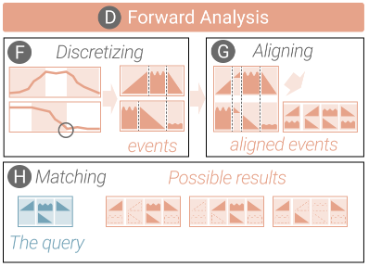 D Forward Analysis
F Discretizing
events
G Aligning
aligned events
H Matching
Possible results
The query